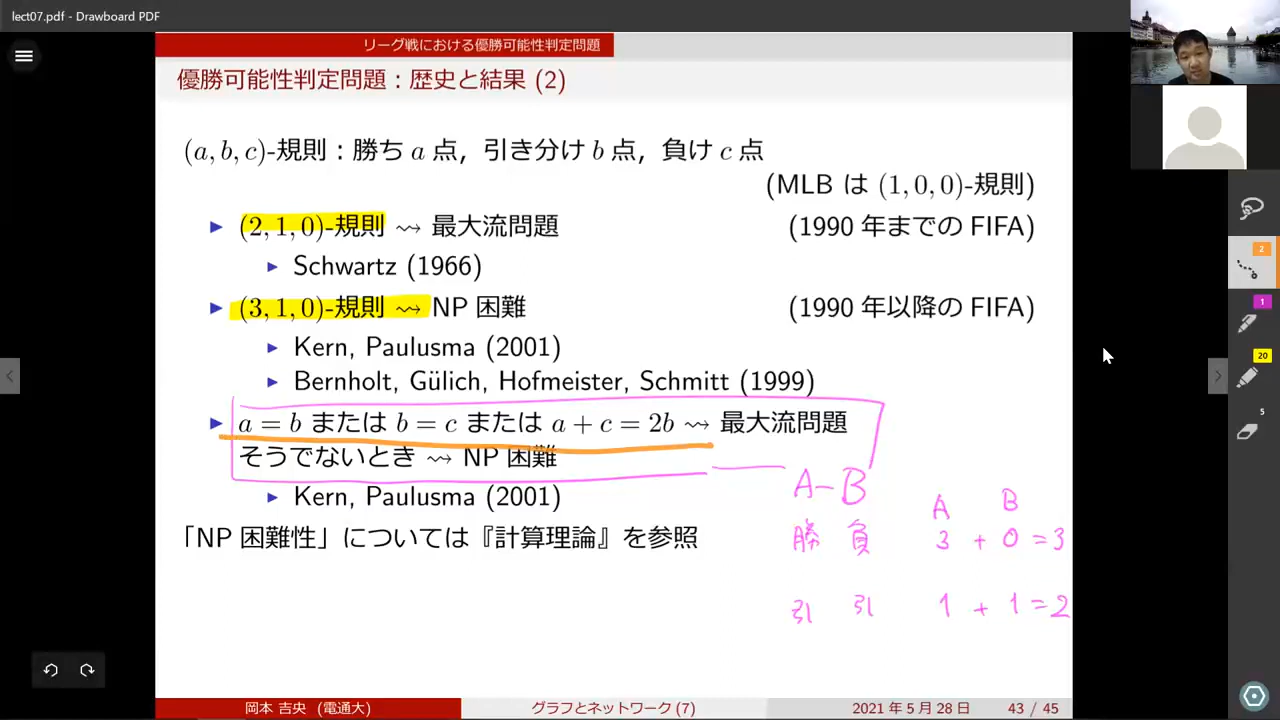 lect07.pdf - Drawboard PDF
リーグ戦における優勝可能性判定問題
優勝可能性判定問題 : 歴史と結果 (2)
(a, b, c)-規則 : 勝ち a 点，引き分け b 点，負け c 点
(MLB は (1, 0, 0)-規則)
▶ (2, 1, 0)-規則 ⇝ 最大流問題 (1990 年までの FIFA)
▶ Schwartz (1966)
▶ (3, 1, 0)-規則 ⇝ NP 困難 (1990 年以降の FIFA)
▶ Kern, Paulusma (2001)
▶ Bernholt, Gülich, Hofmeister, Schmitt (1999)
▶ a = b または b = c または a + c = 2b ⇝ 最大流問題
そうでないとき ⇝ NP 困難
▶ Kern, Paulusma (2001)
「NP 困難性」については『計算理論』を参照
A－B A B
勝 負 3 + 0 = 3
引 引 1 + 1 = 2
岡本 吉央 (電通大) グラフとネットワーク (7) 2021 年 5 月 28 日 43 / 45
2
1
20
5